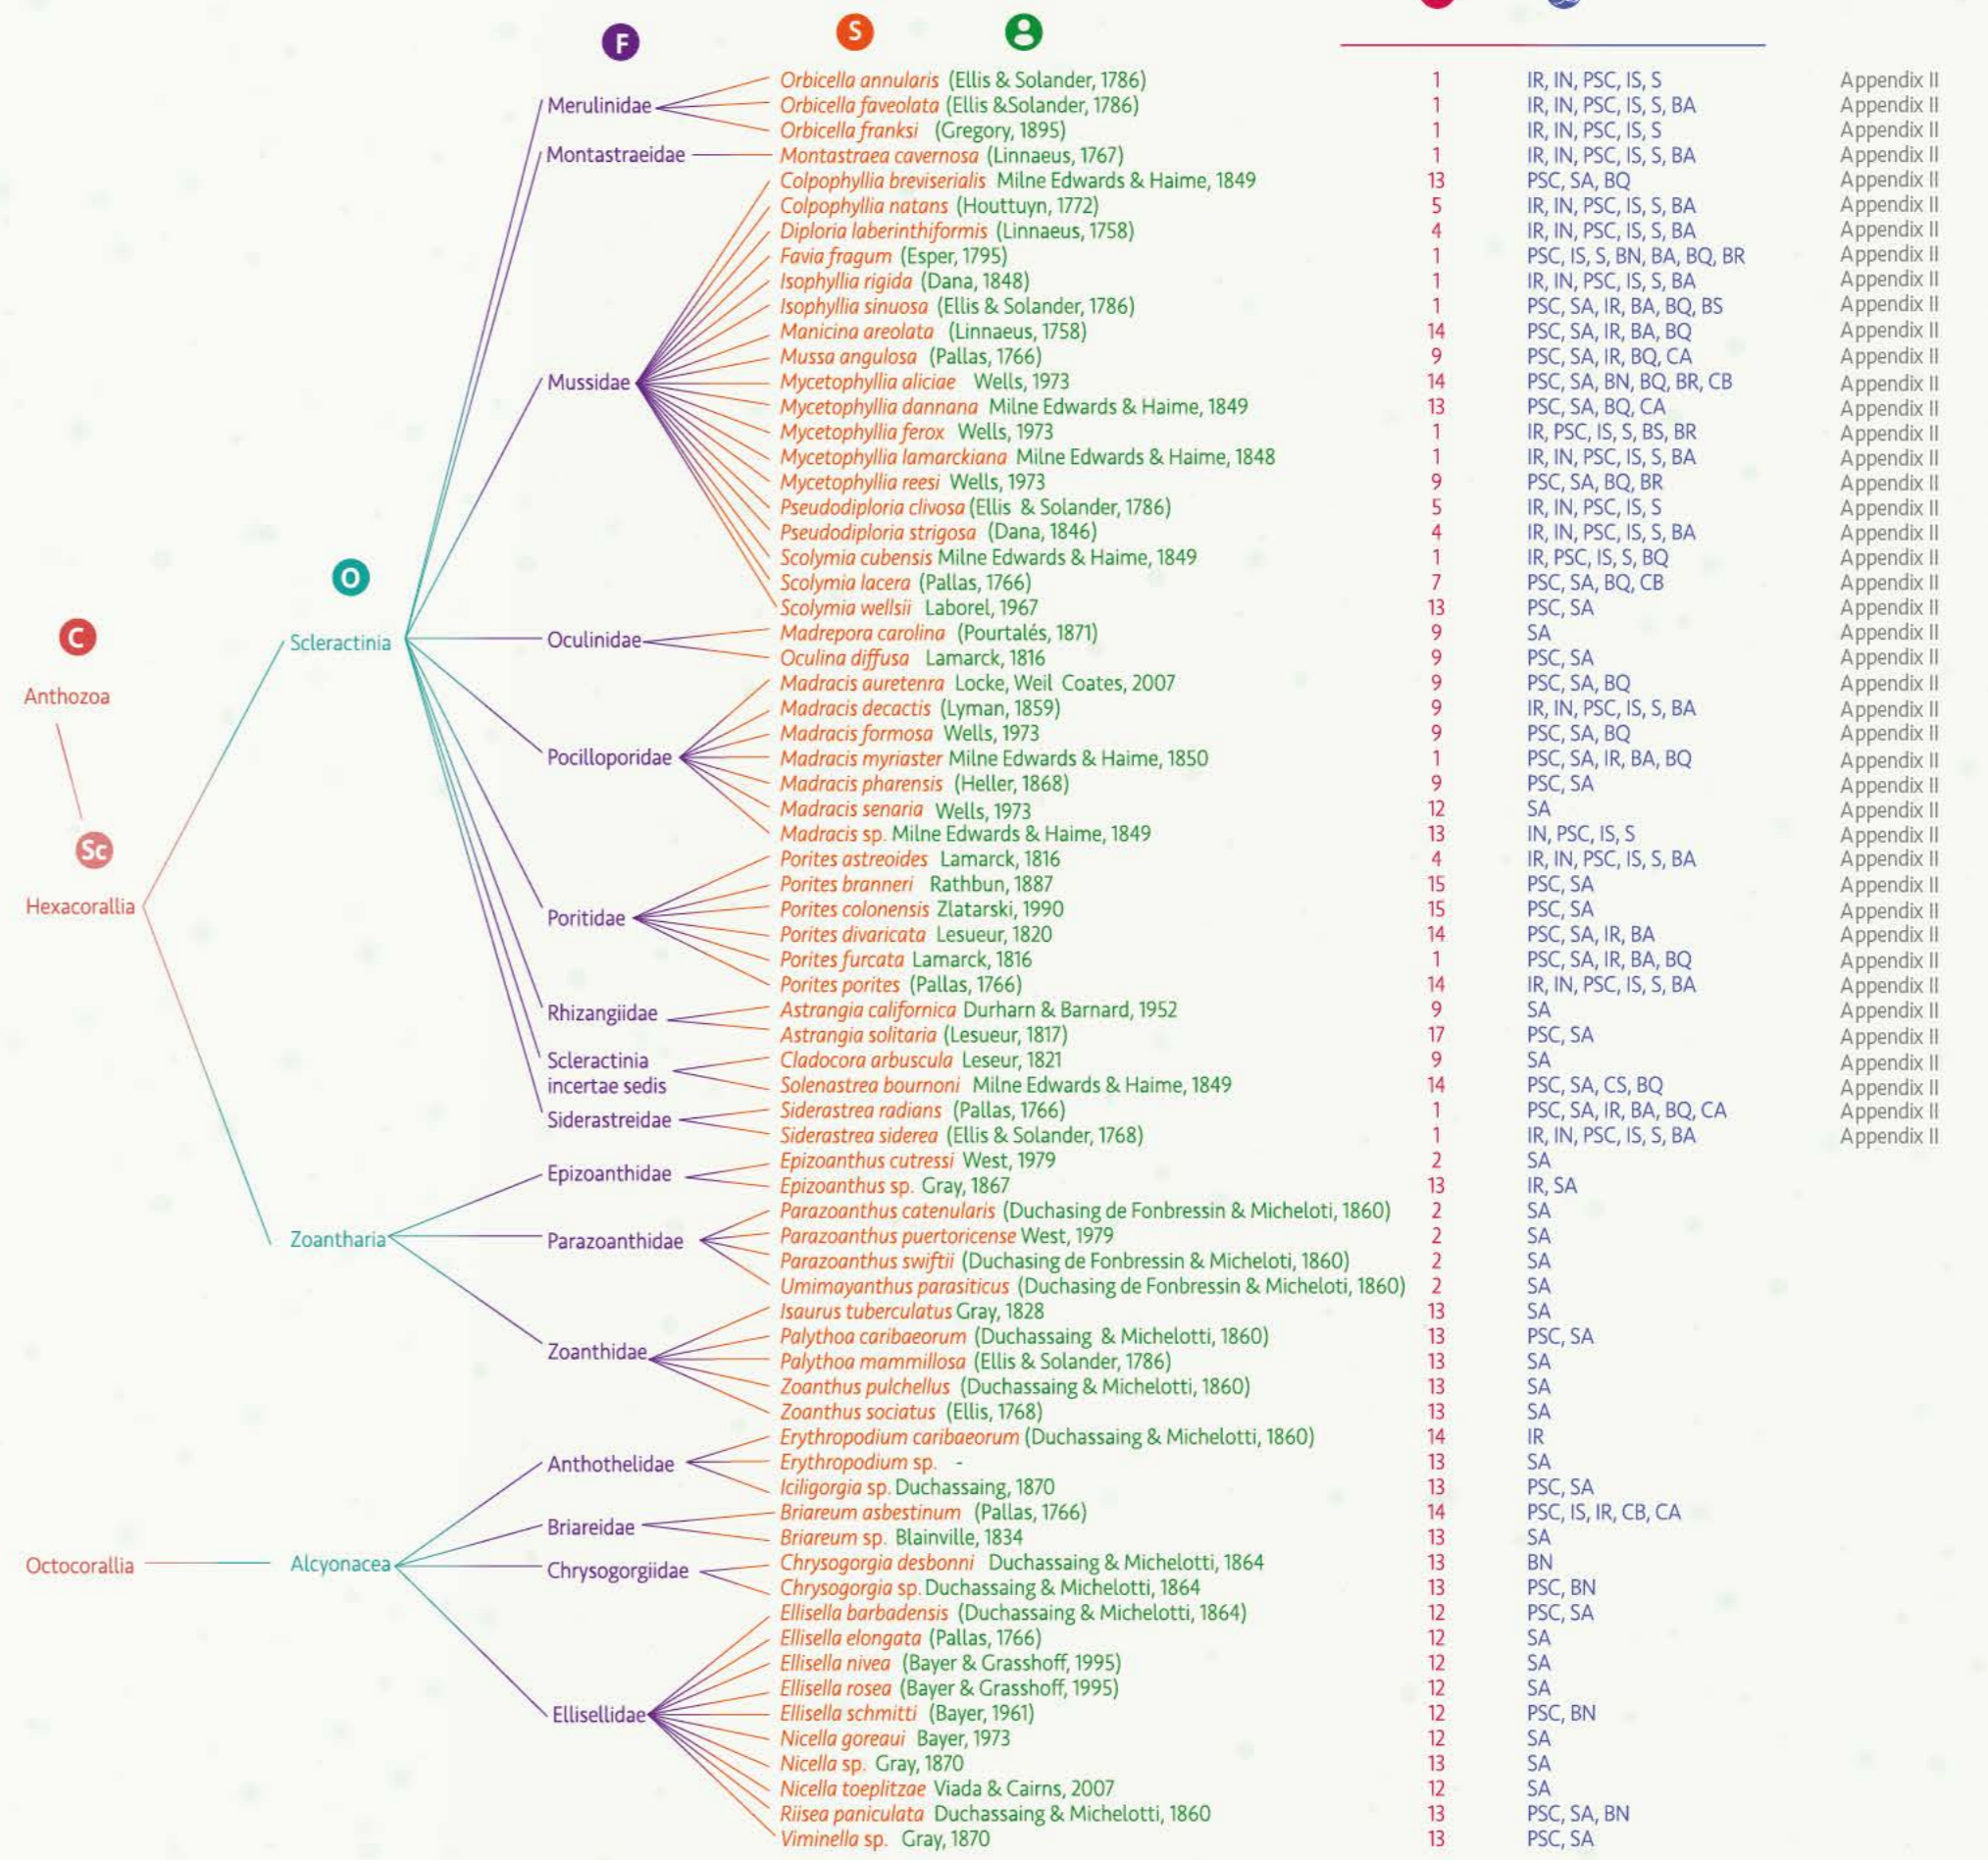 F S
Merulinidae
Orbicella annularis (Ellis & Solander, 1786) 1 IR, IN, PSC, IS, S Appendix II
Orbicella faveolata (Ellis &Solander, 1786) 1 IR, IN, PSC, IS, S, BA Appendix II
Orbicella franksi (Gregory, 1895) 1 IR, IN, PSC, IS, S Appendix II
Montastraeidae
Montastraea cavernosa (Linnaeus, 1767) 1 IR, IN, PSC, IS, S, BA Appendix II
Mussidae
Colpophyllia breviserialis Milne Edwards & Haime, 1849 13 PSC, SA, BQ Appendix II
Colpophyllia natans (Houttuyn, 1772) 5 IR, IN, PSC, IS, S, BA Appendix II
Diploria laberinthiformis (Linnaeus, 1758) 4 IR, IN, PSC, IS, S, BA Appendix II
Favia fragum (Esper, 1795) 1 PSC, IS, S, BN, BA, BQ, BR Appendix II
Isophyllia rigida (Dana, 1848) 1 IR, IN, PSC, IS, S, BA Appendix II
Isophyllia sinuosa (Ellis & Solander, 1786) 1 PSC, SA, IR, BA, BQ, BS Appendix II
Manicina areolata (Linnaeus, 1758) 14 PSC, SA, IR, BA, BQ Appendix II
Mussa angulosa (Pallas, 1766) 9 PSC, SA, IR, BQ, CA Appendix II
Mycetophyllia aliciae Wells, 1973 14 PSC, SA, BN, BQ, BR, CB Appendix II
Mycetophyllia dannana Milne Edwards & Haime, 1849 13 PSC, SA, BQ, CA Appendix II
Mycetophyllia ferox Wells, 1973 1 IR, PSC, IS, S, BS, BR Appendix II
Mycetophyllia lamarckiana Milne Edwards & Haime, 1848 1 IR, IN, PSC, IS, S, BA Appendix II
Mycetophyllia reesi Wells, 1973 9 PSC, SA, BQ, BR Appendix II
Pseudodiploria clivosa (Ellis & Solander, 1786) 5 IR, IN, PSC, IS, S Appendix II
Pseudodiploria strigosa (Dana, 1846) 4 IR, IN, PSC, IS, S, BA Appendix II
Scolymia cubensis Milne Edwards & Haime, 1849 1 IR, PSC, IS, S, BQ Appendix II
Scolymia lacera (Pallas, 1766) 7 PSC, SA, BQ, CB Appendix II
Scolymia wellsii Laborel, 1967 13 PSC, SA Appendix II
O
C
Scleractinia
Anthozoa
Oculinidae
Madrepora carolina (Pourtalés, 1871) 9 SA Appendix II
Oculina diffusa Lamarck, 1816 9 PSC, SA Appendix II
Pocilloporidae
Madracis auretenra Locke, Weil Coates, 2007 9 PSC, SA, BQ Appendix II
Madracis decactis (Lyman, 1859) 9 IR, IN, PSC, IS, S, BA Appendix II
Madracis formosa Wells, 1973 9 PSC, SA, BQ Appendix II
Madracis myriaster Milne Edwards & Haime, 1850 1 PSC, SA, IR, BA, BQ Appendix II
Madracis pharensis (Heller, 1868) 9 PSC, SA Appendix II
Madracis senaria Wells, 1973 12 SA Appendix II
Madracis sp. Milne Edwards & Haime, 1849 13 IN, PSC, IS, S Appendix II
Sc
Hexacorallia
Poritidae
Porites astreoides Lamarck, 1816 4 IR, IN, PSC, IS, S, BA Appendix II
Porites branneri Rathbun, 1887 15 PSC, SA Appendix II
Porites colonensis Zlatarski, 1990 15 PSC, SA Appendix II
Porites divaricata Lesueur, 1820 14 PSC, SA, IR, BA Appendix II
Porites furcata Lamarck, 1816 1 PSC, SA, IR, BA, BQ Appendix II
Porites porites (Pallas, 1766) 14 IR, IN, PSC, IS, S, BA Appendix II
Rhizangiidae
Astrangia californica Durharn & Barnard, 1952 9 SA Appendix II
Astrangia solitaria (Lesueur, 1817) 17 PSC, SA Appendix II
Scleractinia
incertae sedis
Cladocora arbuscula Leseur, 1821 9 SA Appendix II
Solenastrea bournoni Milne Edwards & Haime, 1849 14 PSC, SA, CS, BQ Appendix II
Siderastreidae
Siderastrea radians (Pallas, 1766) 1 PSC, SA, IR, BA, BQ, CA Appendix II
Siderastrea siderea (Ellis & Solander, 1768) 1 IR, IN, PSC, IS, S, BA Appendix II
Zoantharia
Epizoanthidae
Epizoanthus cutressi West, 1979 2 SA
Epizoanthus sp. Gray, 1867 13 IR, SA
Parazoanthidae
Parazoanthus catenularis (Duchasing de Fonbressin & Micheloti, 1860) 2 SA
Parazoanthus puertoricense West, 1979 2 SA
Parazoanthus swiftii (Duchasing de Fonbressin & Micheloti, 1860) 2 SA
Umimayanthus parasiticus (Duchasing de Fonbressin & Micheloti, 1860) 2 SA
Zoanthidae
Isaurus tuberculatus Gray, 1828 13 SA
Palythoa caribaeorum (Duchassaing & Michelotti, 1860) 13 PSC, SA
Palythoa mammillosa (Ellis & Solander, 1786) 13 SA
Zoanthus pulchellus (Duchassaing & Michelotti, 1860) 13 SA
Zoanthus sociatus (Ellis, 1768) 13 SA
Octocorallia
Alcyonacea
Anthothelidae
Erythropodium caribaeorum (Duchassaing & Michelotti, 1860) 14 IR
Erythropodium sp. - 13 SA
Iciligorgia sp. Duchassaing, 1870 13 PSC, SA
Briareidae
Briareum asbestinum (Pallas, 1766) 14 PSC, IS, IR, CB, CA
Briareum sp. Blainville, 1834 13 SA
Chrysogorgiidae
Chrysogorgia desbonni Duchassaing & Michelotti, 1864 13 BN
Chrysogorgia sp. Duchassaing & Michelotti, 1864 13 PSC, BN
Ellisellidae
Ellisella barbadensis (Duchassaing & Michelotti, 1864) 12 PSC, SA
Ellisella elongata (Pallas, 1766) 12 SA
Ellisella nivea (Bayer & Grasshoff, 1995) 12 SA
Ellisella rosea (Bayer & Grasshoff, 1995) 12 SA
Ellisella schmitti (Bayer, 1961) 12 PSC, BN
Nicella goreaui Bayer, 1973 12 SA
Nicella sp. Gray, 1870 13 SA
Nicella toeplitzae Viada & Cairns, 2007 12 SA
Riisea paniculata Duchassaing & Michelotti, 1860 13 PSC, SA, BN
Viminella sp. Gray, 1870 13 PSC, SA